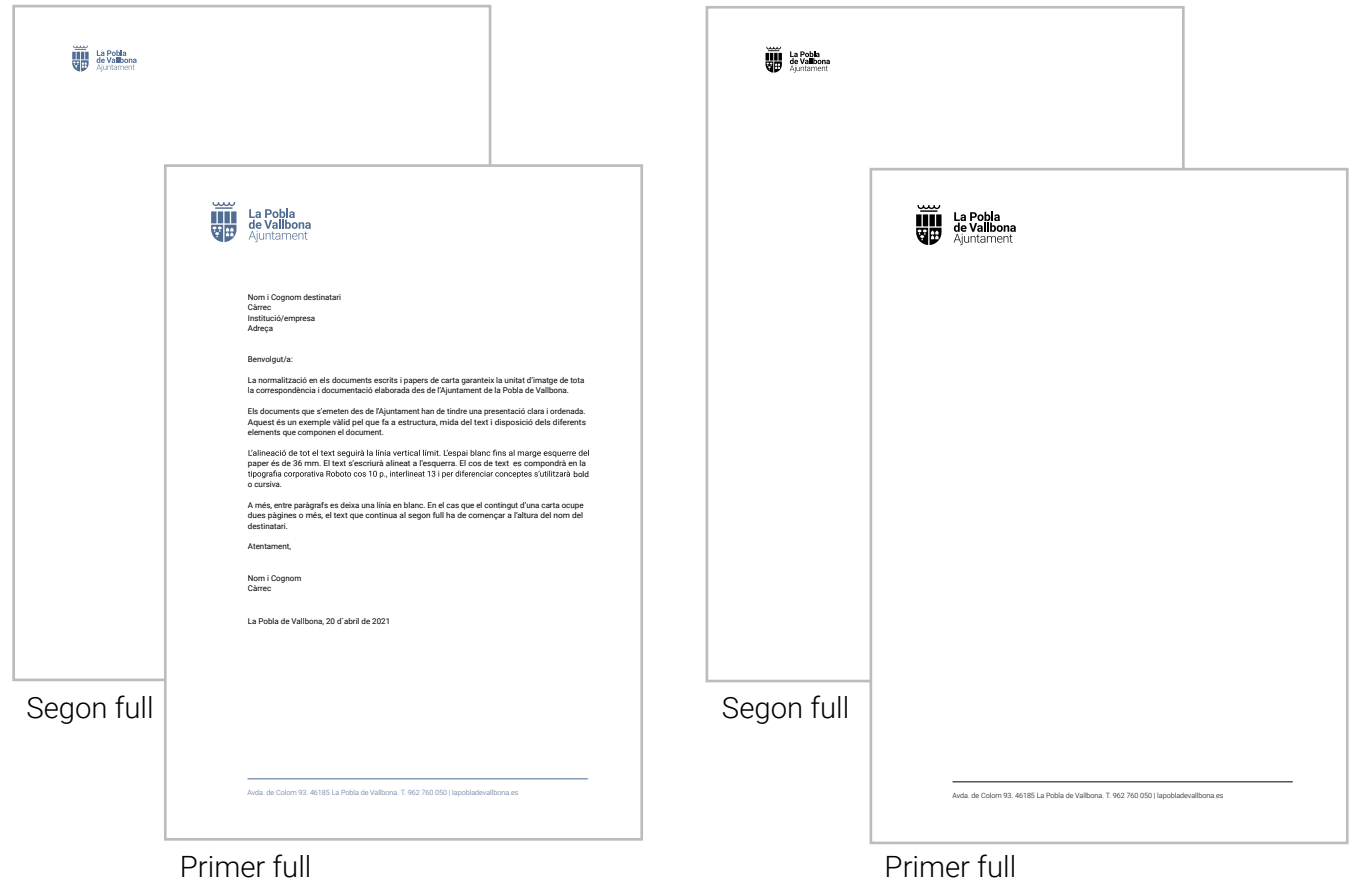 La Pobla
de Vallbona
Ajuntament
La Pobla
de Vallbona
Ajuntament
Nom i Cognom destinatari
Càrrec
Institució/empresa
Adreça
Benvolgut/a:
La normalització en els documents escrits i papers de carta garanteix la unitat d'imatge de tota
la correspondència i documentació elaborada des de l'Ajuntament de la Pobla de Vallbona.
Els documents que s'emeten des de l'Ajuntament han de tindre una presentació clara i ordenada.
Aquest és un exemple vàlid pel que fa a estructura, mida del text i disposició dels diferents
elements que componen el document.
L'alineació de tot el text seguirà la línia vertical límit. L'espai blanc fins al marge esquerre del
paper és de 36 mm. El text s'escriurà alineat a l'esquerra. El cos de text es compondrà en la
tipografia corporativa Roboto cos 10 p., interlineat 13 i per diferenciar conceptes s'utilitzarà bold
o cursiva.
A més, entre paràgrafs es deixa una línia en blanc. En el cas que el contingut d'una carta ocupe
dues pàgines o més, el text que continua al segon full ha de començar a l'altura del nom del
destinatari.
Atentament,
Nom i Cognom
Càrrec
La Pobla de Vallbona, 20 d´abril de 2021
Avda. de Colom 93. 46185 La Pobla de Vallbona. T. 962 760 050 | lapobladevallbona.es
Segon full
Primer full
La Pobla
de Vallbona
Ajuntament
La Pobla
de Vallbona
Ajuntament
Avda. de Colom 93. 46185 La Pobla de Vallbona. T. 962 760 050 | lapobladevallbona.es
Segon full
Primer full